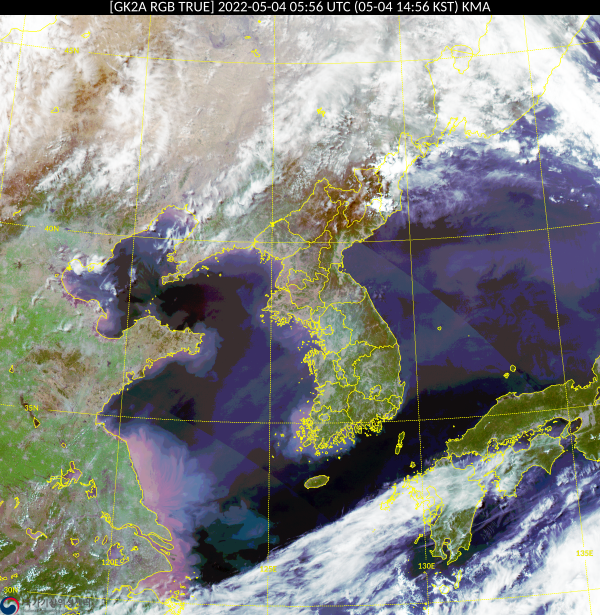 [GK2A RGB TRUE] 2022-05-04 05:56 UTC (05-04 14:56 KST) KMA
40N
35N
120E
130E
135E
30N